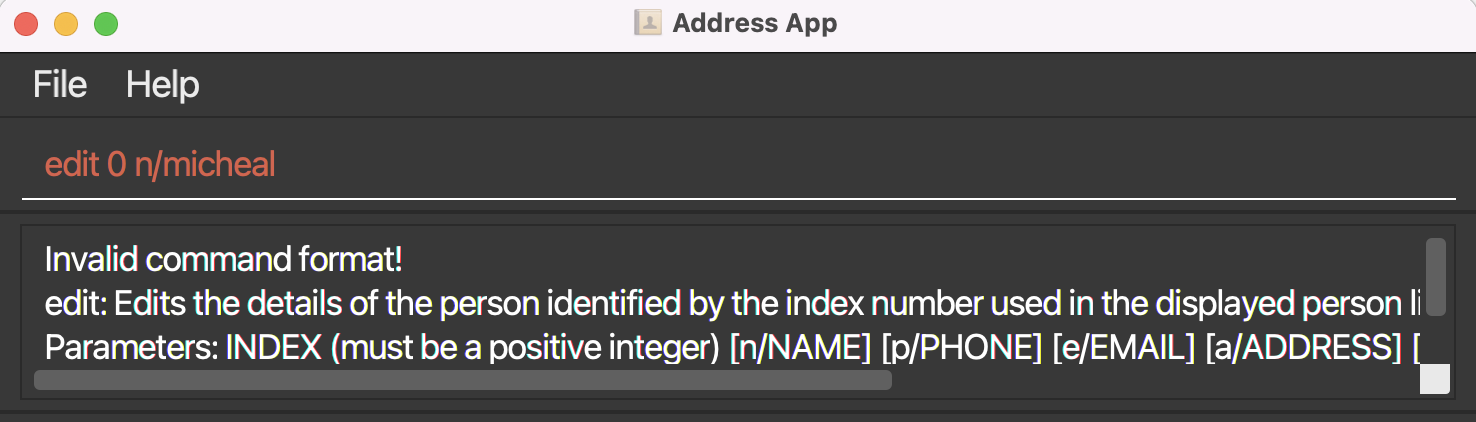 Address App
File Help
edit 0 n/micheal
Invalid command format!
edit: Edits the details of the person identified by the index number used in the displayed person
Parameters: INDEX (must be a positive integer) [n/NAME] [p/PHONE] [e/EMAIL] [a/ADDRESS] [